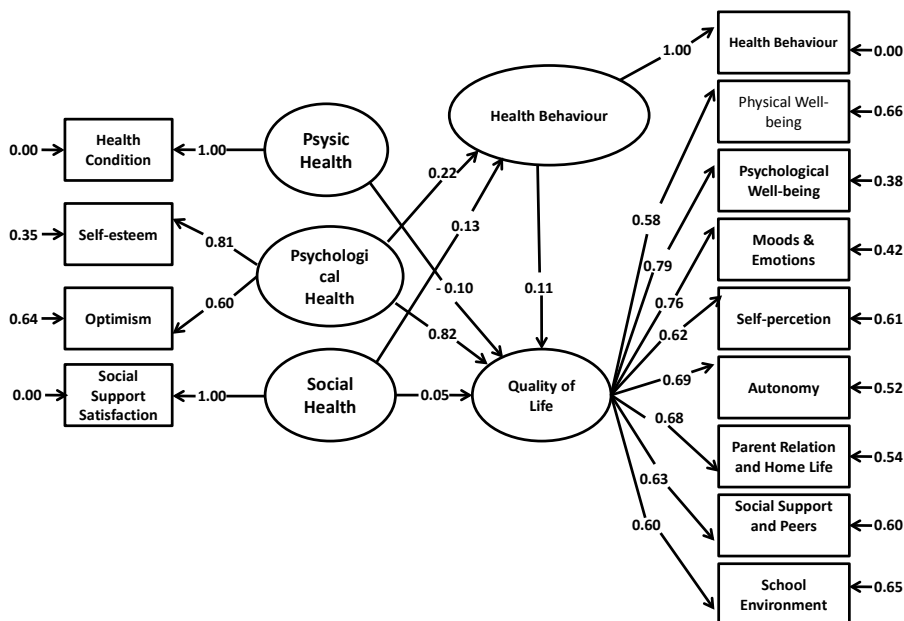 Health Behaviour
1.00
0.00
Physical Well-
being
0.66
Health Behaviour
Psysic
Health
0.00
Health
Condition
1.00
0.22
Psychological
Well-being
0.38
0.58
0.13
0.35
Self-esteem
0.81
Moods &
Emotions
0.42
0.79
Psychologi
cal
Health
- 0.10
0.11
0.76
0.60
0.64
Optimism
0.82
0.62
Self-percetion
0.61
Social
Support
Satisfaction
0.00
1.00
Social
Health
0.05
Quality of
Life
0.69
Autonomy
0.52
0.68
Parent Relation
and Home Life
0.54
0.63
Social Support
and Peers
0.60
0.60
School
Environment
0.65